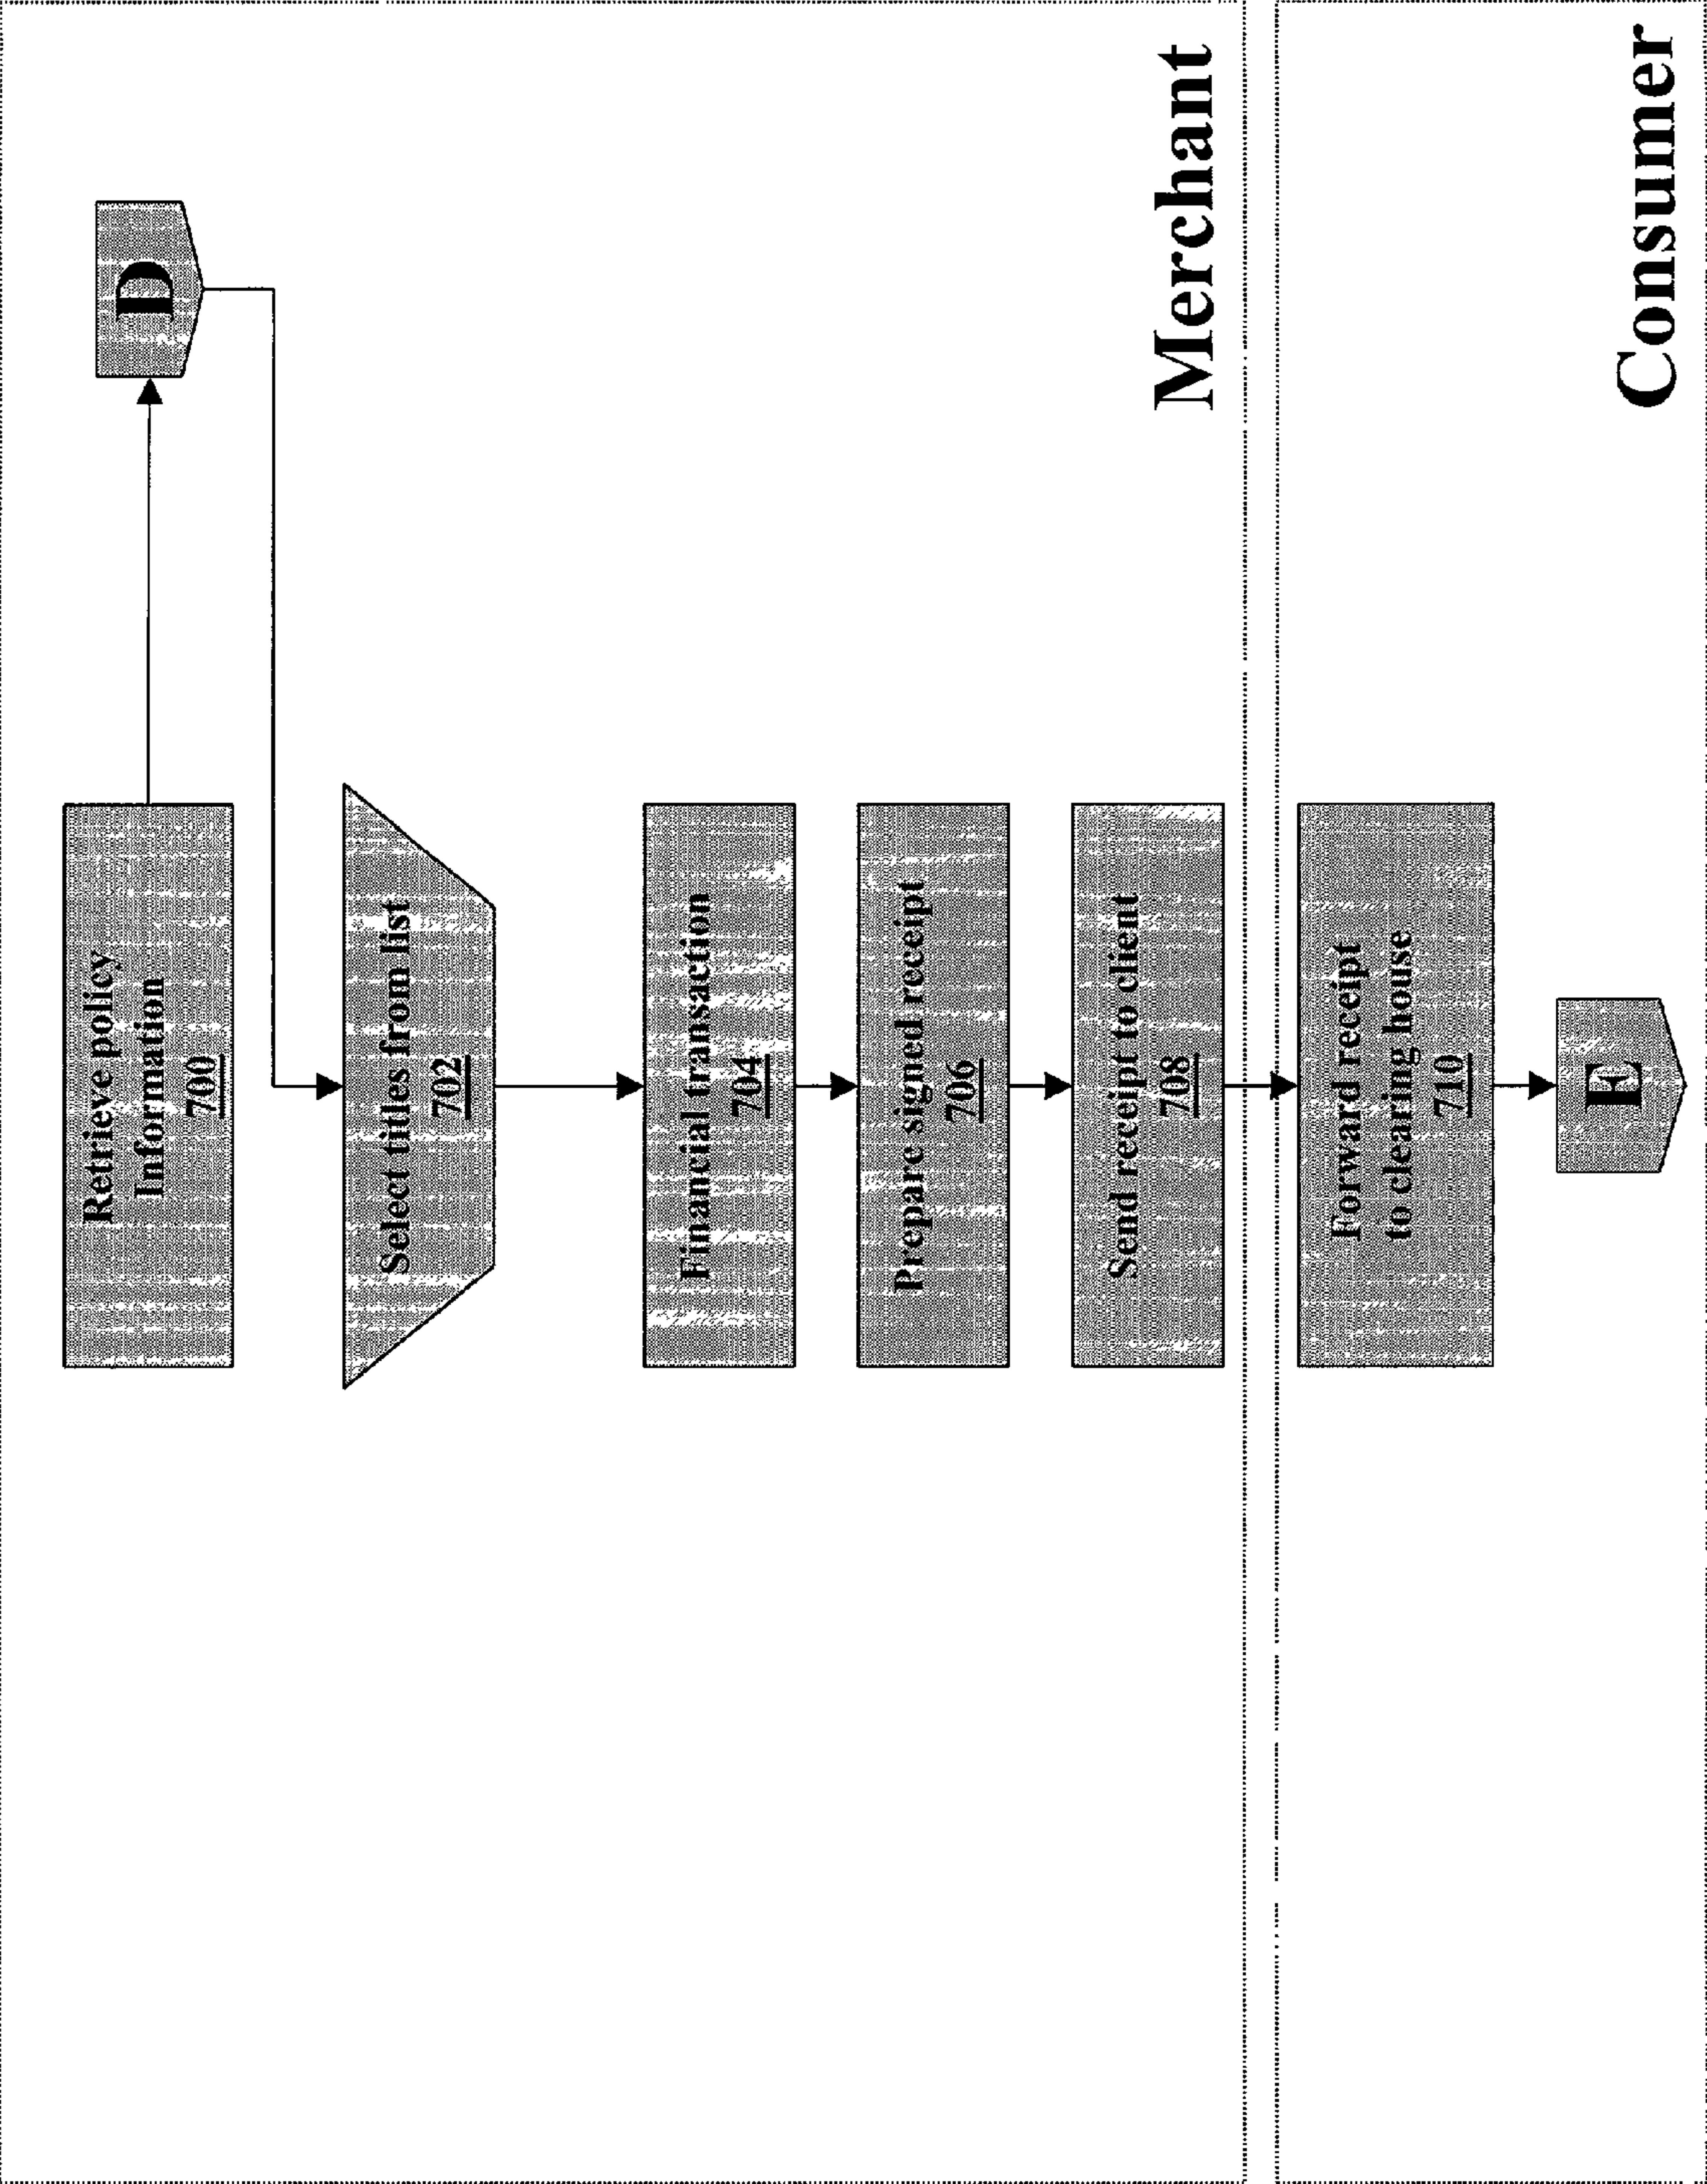 Retrieve policy
Information
700
D
Select titles from list
702
Financial transaction
704
Prepare signed receipt
706
Send receipt to client
708
Merchant
Forward receipt
to clearing house
710
E
Consumer